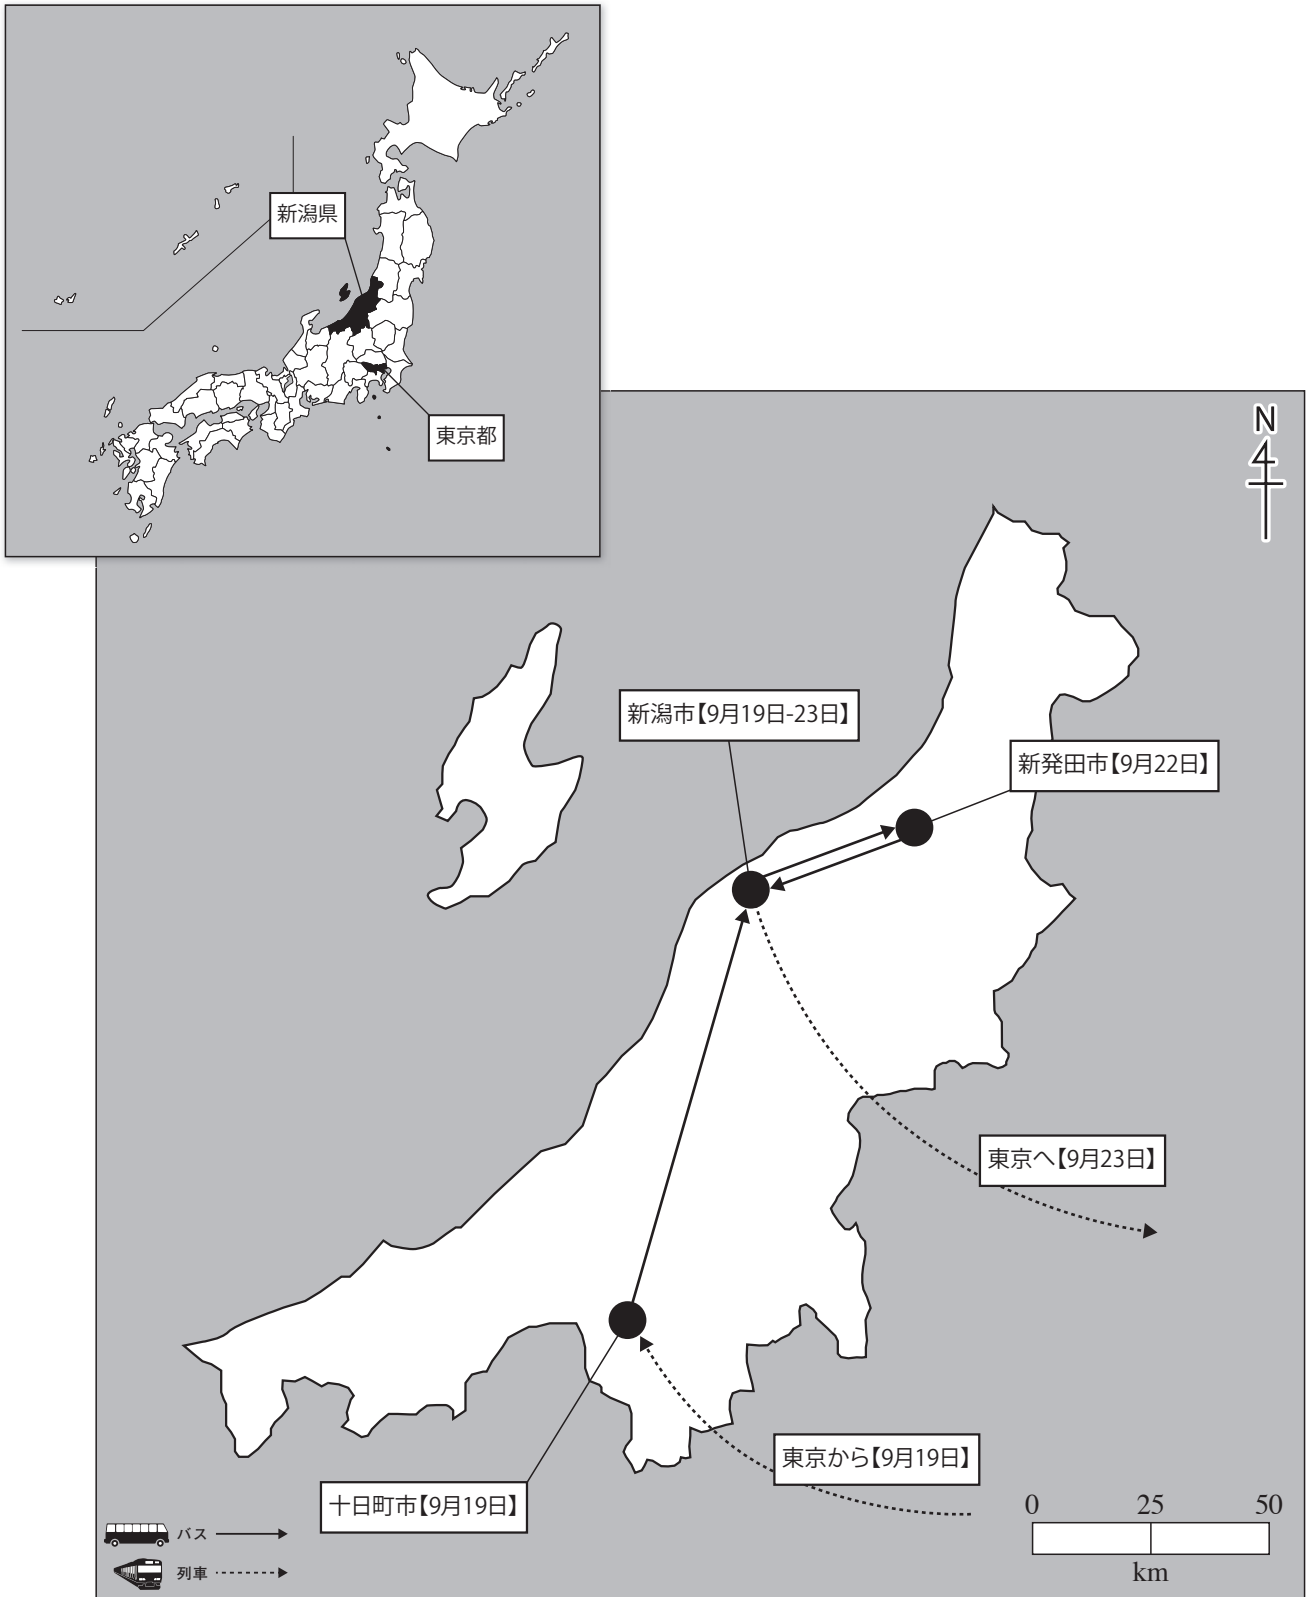 新潟県
東京都
N
新潟市【9月19日-23日】
新発田市【9月22日】
東京へ【9月23日】
東京から【9月19日】
十日町市【9月19日】
バス
列車
0 25 50
km